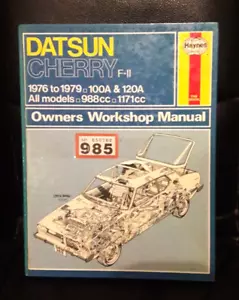 DATSUN
Haynes
CHERRY F-II
1976 to 1979 □ 100A & 120A
All models □ 988cc □ 1171cc
Owners Workshop Manual
985